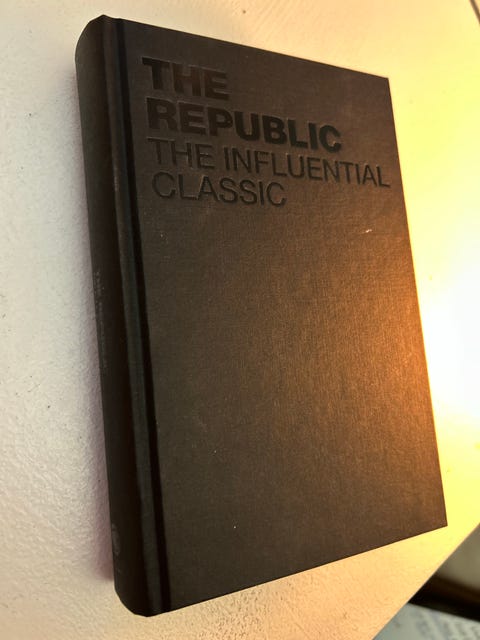 THE
REPUBLIC
THE INFLUENTIAL
CLASSIC